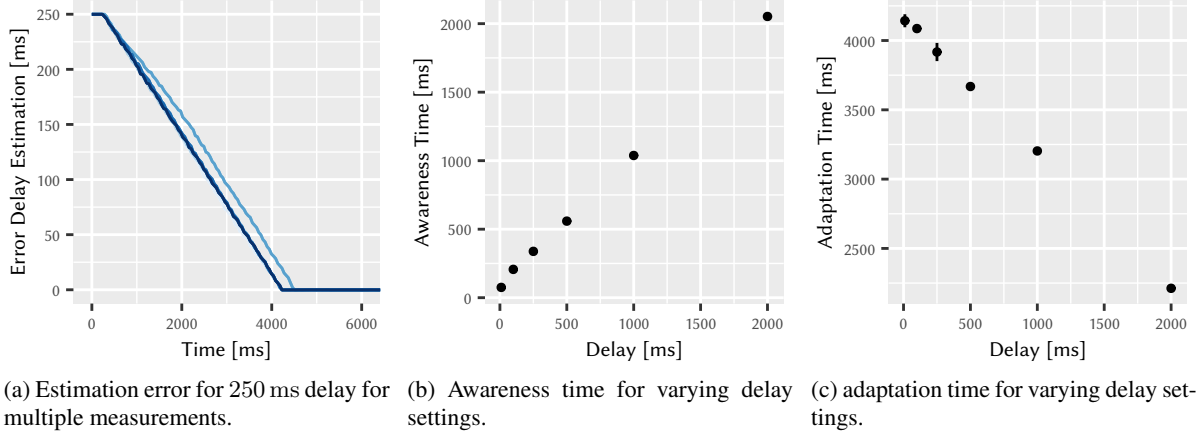 250
200
150
100
50
0
Error Delay Estimation [ms]
0 2000 4000 6000
Time [ms]
2000
1500
1000
500
0
Awareness Time [ms]
0 500 1000 1500 2000
Delay [ms]
4000
3500
3000
2500
Adaptation Time [ms]
0 500 1000 1500 2000
Delay [ms]
(a) Estimation error for 250 ms delay for
multiple measurements.
(b) Awareness time for varying delay
settings.
(c) adaptation time for varying delay set-
tings.